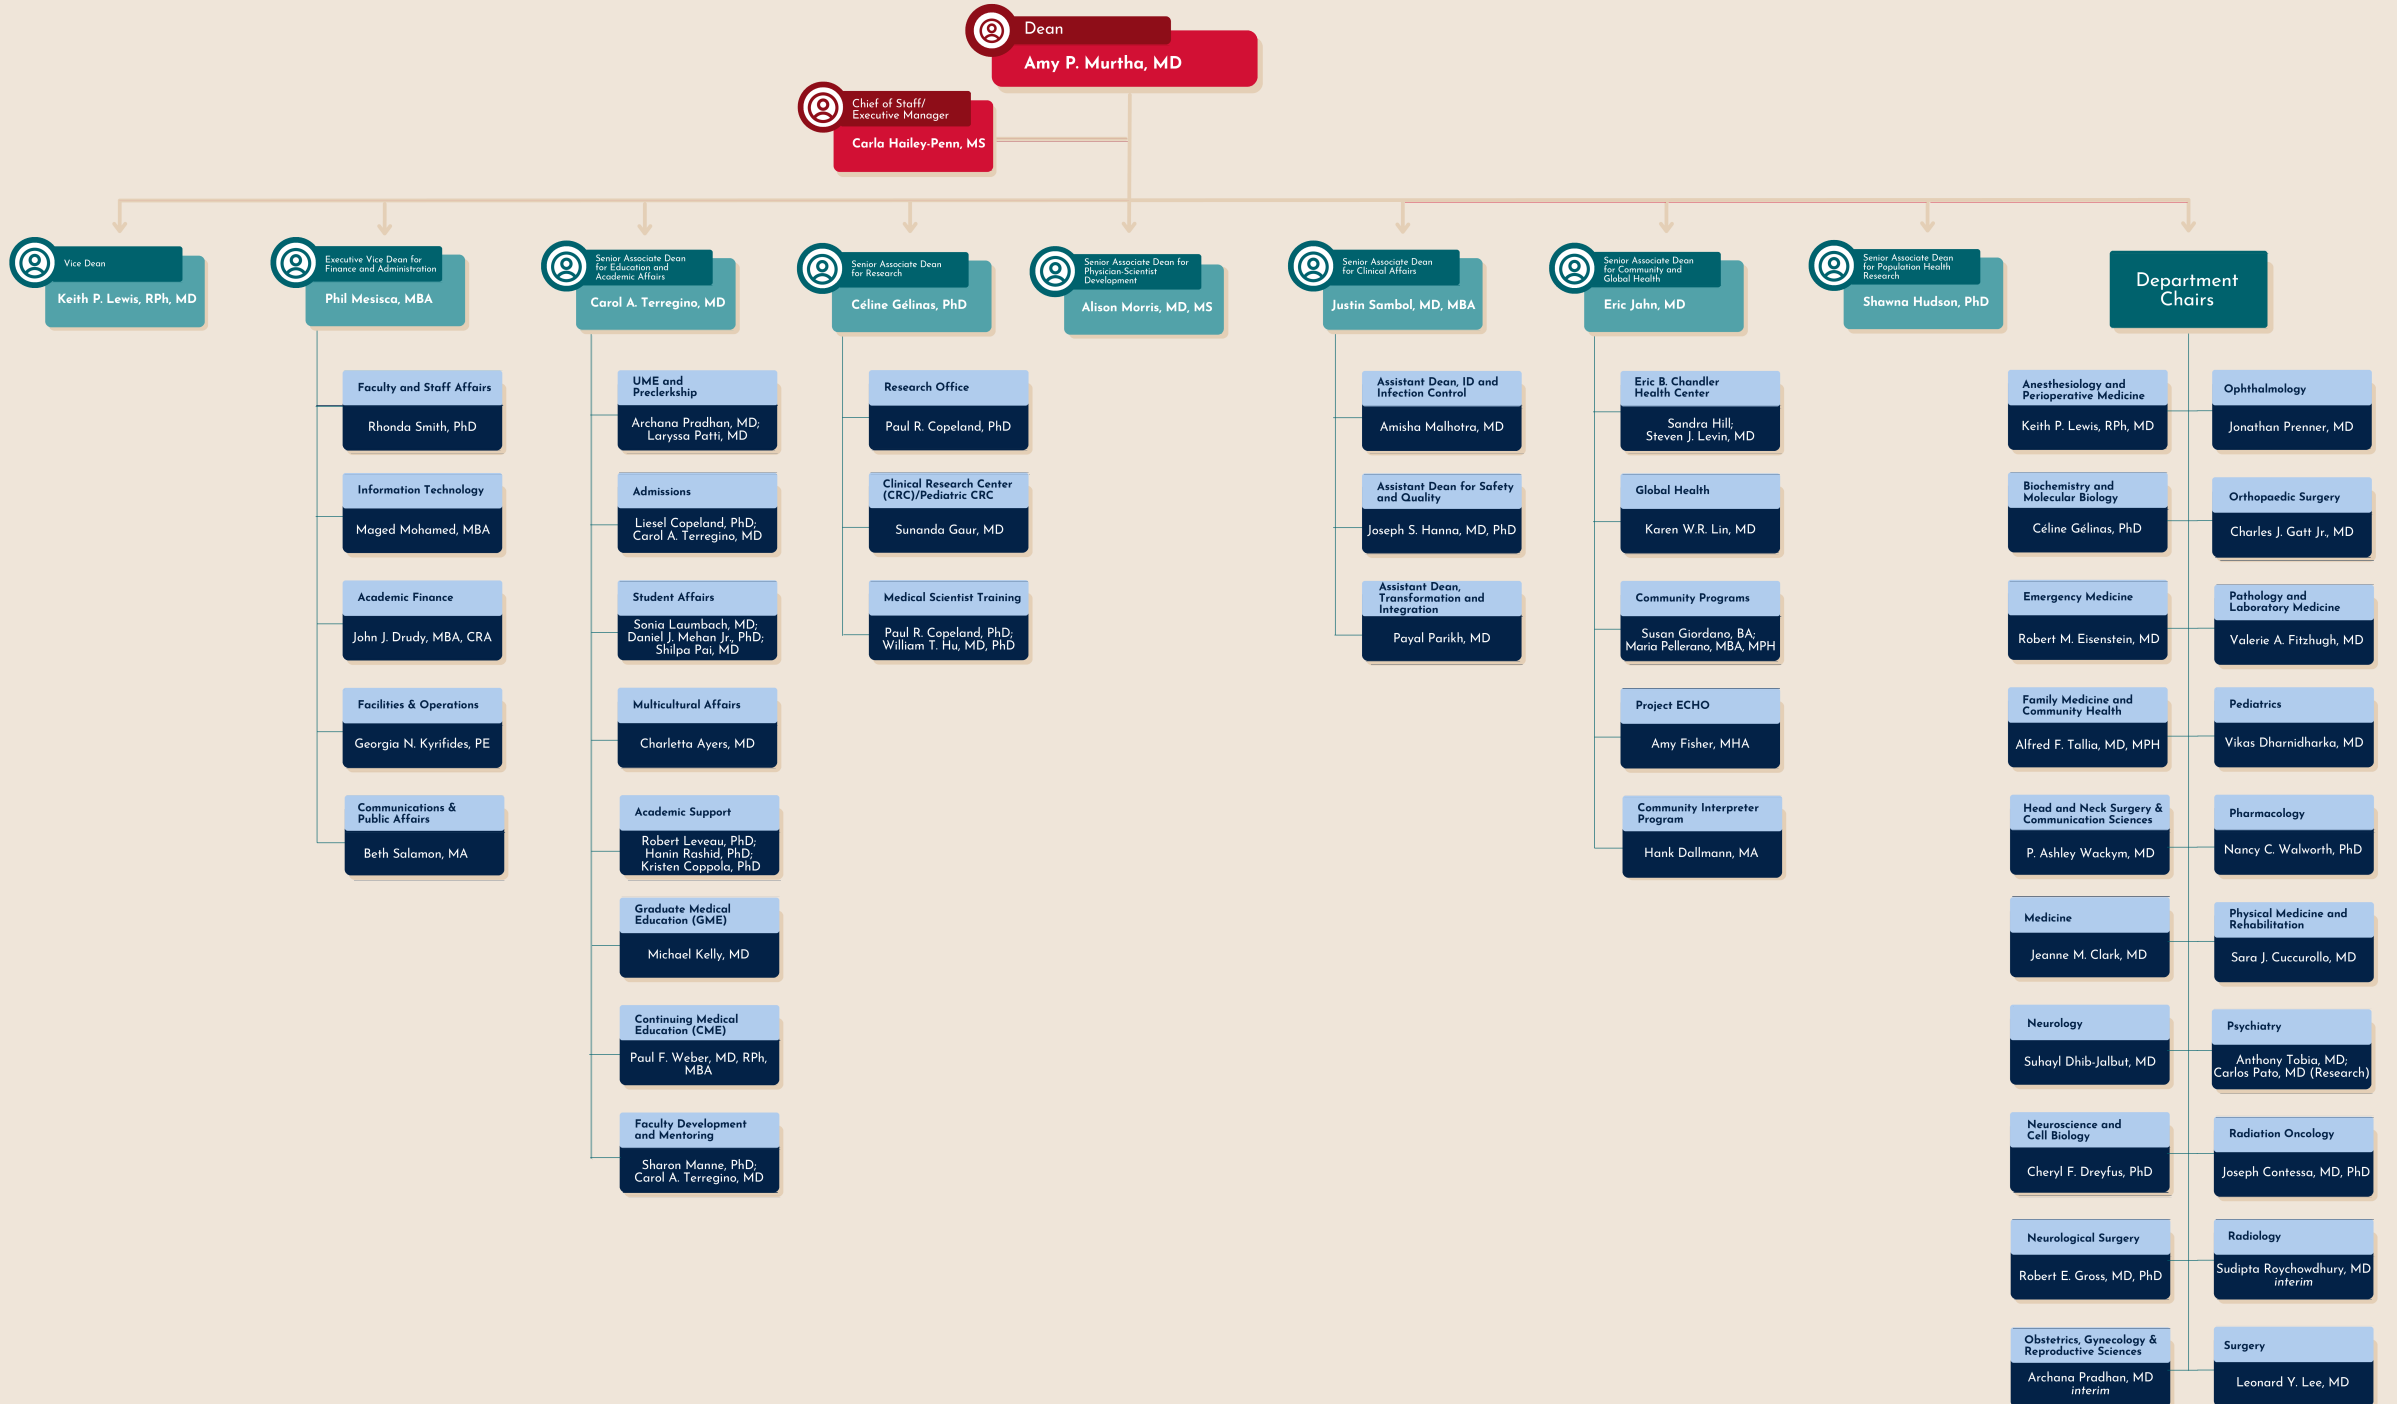 Dean
Amy P. Murtha, MD
Chief of Staff/
Executive Manager
Carla Hailey-Penn, MS
Vice Dean
Keith P. Lewis, RPh, MD
Executive Vice Dean for
Finance and Administration
Phil Mesisca, MBA
Faculty and Staff Affairs
Rhonda Smith, PhD
Information Technology
Maged Mohamed, MBA
Academic Finance
John J. Drudy, MBA, CRA
Facilities & Operations
Georgia N. Kyrifides, PE
Communications &
Public Affairs
Beth Salamon, MA
Senior Associate Dean
for Education and
Academic Affairs
Carol A. Terregino, MD
UME and
Preclerkship
Archana Pradhan, MD;
Laryssa Patti, MD
Admissions
Liesel Copeland, PhD;
Carol A. Terregino, MD
Student Affairs
Sonia Laumbach, MD;
Daniel J. Mehan Jr., PhD;
Shilpa Pai, MD
Multicultural Affairs
Charletta Ayers, MD
Academic Support
Robert Leveau, PhD;
Hanin Rashid, PhD;
Kristen Coppola, PhD
Graduate Medical
Education (GME)
Michael Kelly, MD
Continuing Medical
Education (CME)
Paul F. Weber, MD, RPh,
MBA
Faculty Development
and Mentoring
Sharon Manne, PhD;
Carol A. Terregino, MD
Senior Associate Dean
for Research
Céline Gélinas, PhD
Research Office
Paul R. Copeland, PhD
Clinical Research Center
(CRC)/Pediatric CRC
Sunanda Gaur, MD
Medical Scientist Training
Paul R. Copeland, PhD;
William T. Hu, MD, PhD
Senior Associate Dean for
Physician-Scientist
Development
Alison Morris, MD, MS
Senior Associate Dean
for Clinical Affairs
Justin Sambol, MD, MBA
Assistant Dean, ID and
Infection Control
Amisha Malhotra, MD
Assistant Dean for Safety
and Quality
Joseph S. Hanna, MD, PhD
Assistant Dean,
Transformation and
Integration
Payal Parikh, MD
Senior Associate Dean
for Community and
Global Health
Eric Jahn, MD
Eric B. Chandler
Health Center
Sandra Hill;
Steven J. Levin, MD
Global Health
Karen W.R. Lin, MD
Community Programs
Susan Giordano, BA;
Maria Pellerano, MBA, MPH
Project ECHO
Amy Fisher, MHA
Community Interpreter
Program
Hank Dallmann, MA
Senior Associate Dean
for Population Health
Research
Shawna Hudson, PhD
Department
Chairs
Anesthesiology and
Perioperative Medicine
Keith P. Lewis, RPh, MD
Biochemistry and
Molecular Biology
Céline Gélinas, PhD
Emergency Medicine
Robert M. Eisenstein, MD
Family Medicine and
Community Health
Alfred F. Tallia, MD, MPH
Head and Neck Surgery &
Communication Sciences
P. Ashley Wackym, MD
Medicine
Jeanne M. Clark, MD
Neurology
Suhayl Dhib-Jalbut, MD
Neuroscience and
Cell Biology
Cheryl F. Dreyfus, PhD
Neurological Surgery
Robert E. Gross, MD, PhD
Obstetrics, Gynecology &
Reproductive Sciences
Archana Pradhan, MD
interim
Ophthalmology
Jonathan Prenner, MD
Orthopaedic Surgery
Charles J. Gatt Jr., MD
Pathology and
Laboratory Medicine
Valerie A. Fitzhugh, MD
Pediatrics
Vikas Dharnidharka, MD
Pharmacology
Nancy C. Walworth, PhD
Physical Medicine and
Rehabilitation
Sara J. Cuccurollo, MD
Psychiatry
Anthony Tobia, MD;
Carlos Pato, MD (Research)
Radiation Oncology
Joseph Contessa, MD, PhD
Radiology
Sudipta Roychowdhury, MD
interim
Surgery
Leonard Y. Lee, MD